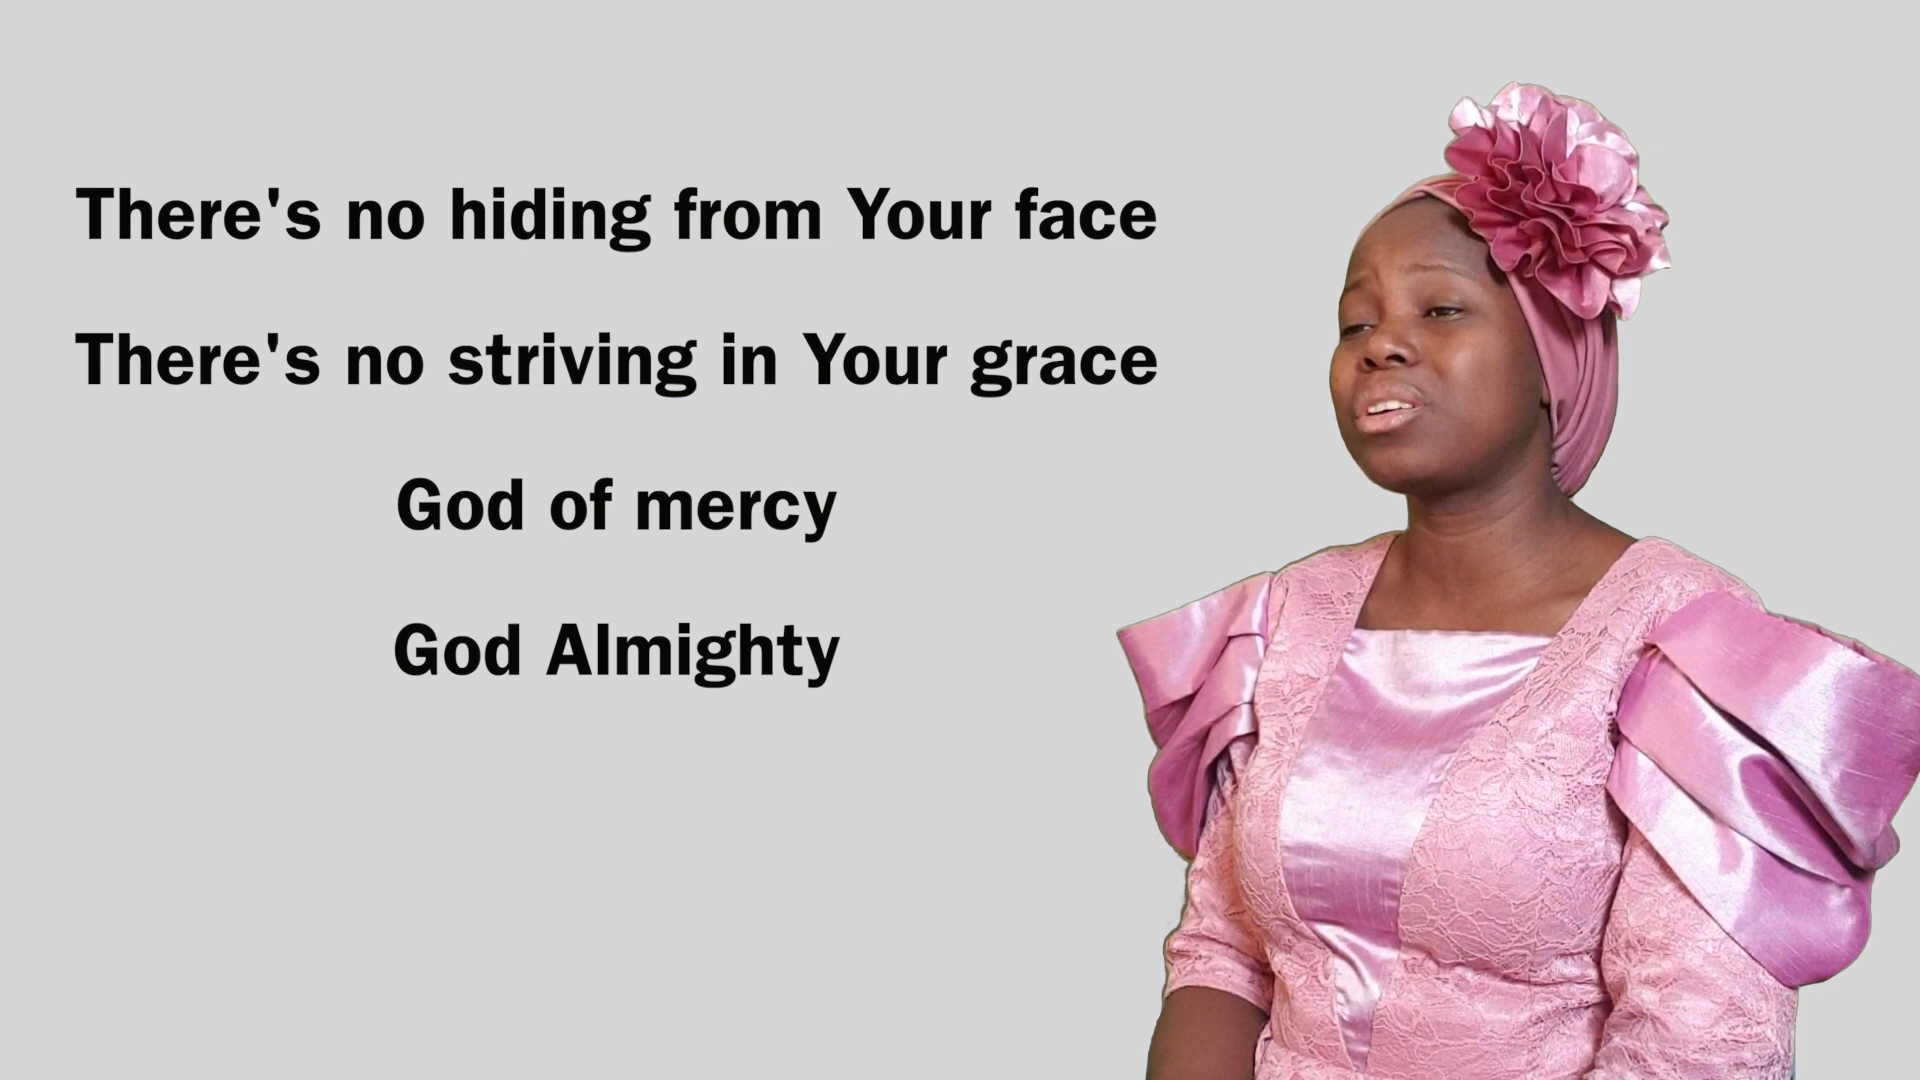 There's no hiding from Your face
There's no striving in Your grace
God of mercy
God Almighty